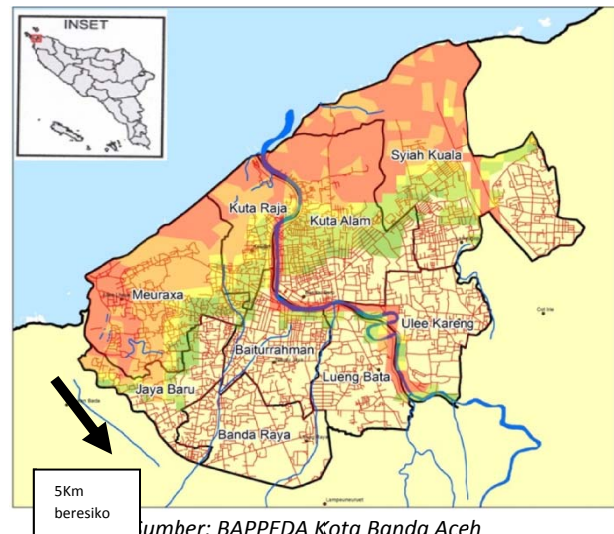 INSET
Syiah Kuala
Kuta Raja
Kuta Alam
Meuraxa
Ulee Kareng
Baiturrahman
Lueng Bata
Jaya Baru
Banda Raya
5Km
beresiko
Sumber: BAPPEDA Kota Banda Aceh